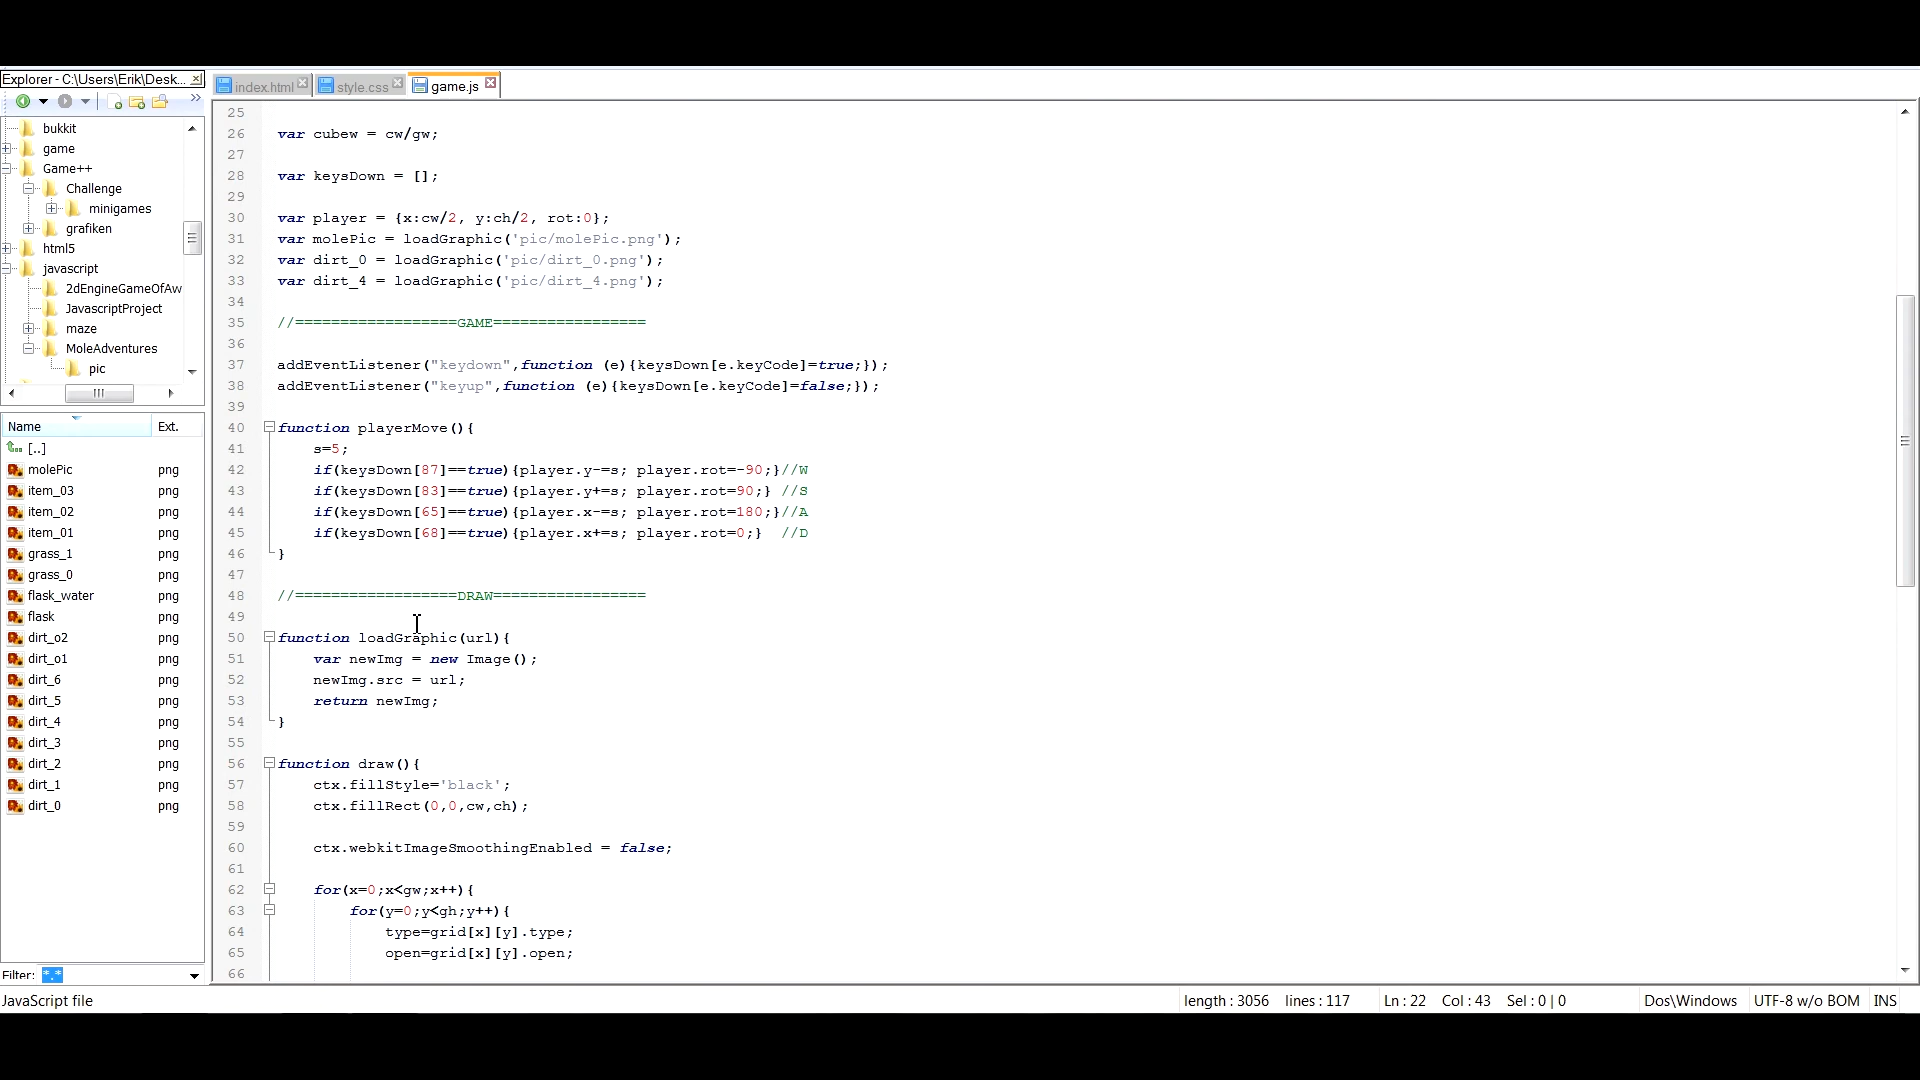 Explorer - C:\Users\Erik\Desk...
index.html
style.css
game.js
bukkit
game
Game++
Challenge
minigames
grafiken
html5
javascript
2dEngineGameOfAw
JavascriptProject
maze
MoleAdventures
pic
Name Ext.
[..]
molePic png
item_03 png
item_02 png
item_01 png
grass_1 png
grass_0 png
flask_water png
flask png
dirt_o2 png
dirt_o1 png
dirt_6 png
dirt_5 png
dirt_4 png
dirt_3 png
dirt_2 png
dirt_1 png
dirt_0 png
Filter: *.*
25
26 var cubew = cw/gw;
27
28 var keysDown = [];
29
30 var player = {x:cw/2, y:ch/2, rot:0};
31 var molePic = loadGraphic('pic/molePic.png');
32 var dirt_0 = loadGraphic('pic/dirt_0.png');
33 var dirt_4 = loadGraphic('pic/dirt_4.png');
34
35 //==================GAME=================
36
37 addEventListener("keydown",function (e){keysDown[e.keyCode]=true;});
38 addEventListener("keyup",function (e){keysDown[e.keyCode]=false;});
39
40 function playerMove(){
41 s=5;
42 if(keysDown[87]==true){player.y-=s; player.rot=-90;}//W
43 if(keysDown[83]==true){player.y+=s; player.rot=90;} //S
44 if(keysDown[65]==true){player.x-=s; player.rot=180;}//A
45 if(keysDown[68]==true){player.x+=s; player.rot=0;} //D
46 }
47
48 //==================DRAW=================
49
50 function loadGraphic(url){
51 var newImg = new Image();
52 newImg.src = url;
53 return newImg;
54 }
55
56 function draw(){
57 ctx.fillStyle='black';
58 ctx.fillRect(0,0,cw,ch);
59
60 ctx.webkitImageSmoothingEnabled = false;
61
62 for(x=0;x<gw;x++){
63 for(y=0;y<gh;y++){
64 type=grid[x][y].type;
65 open=grid[x][y].open;
66
JavaScript file
length : 3056 lines : 117
Ln : 22 Col : 43 Sel : 0 | 0
Dos\Windows
UTF-8 w/o BOM
INS